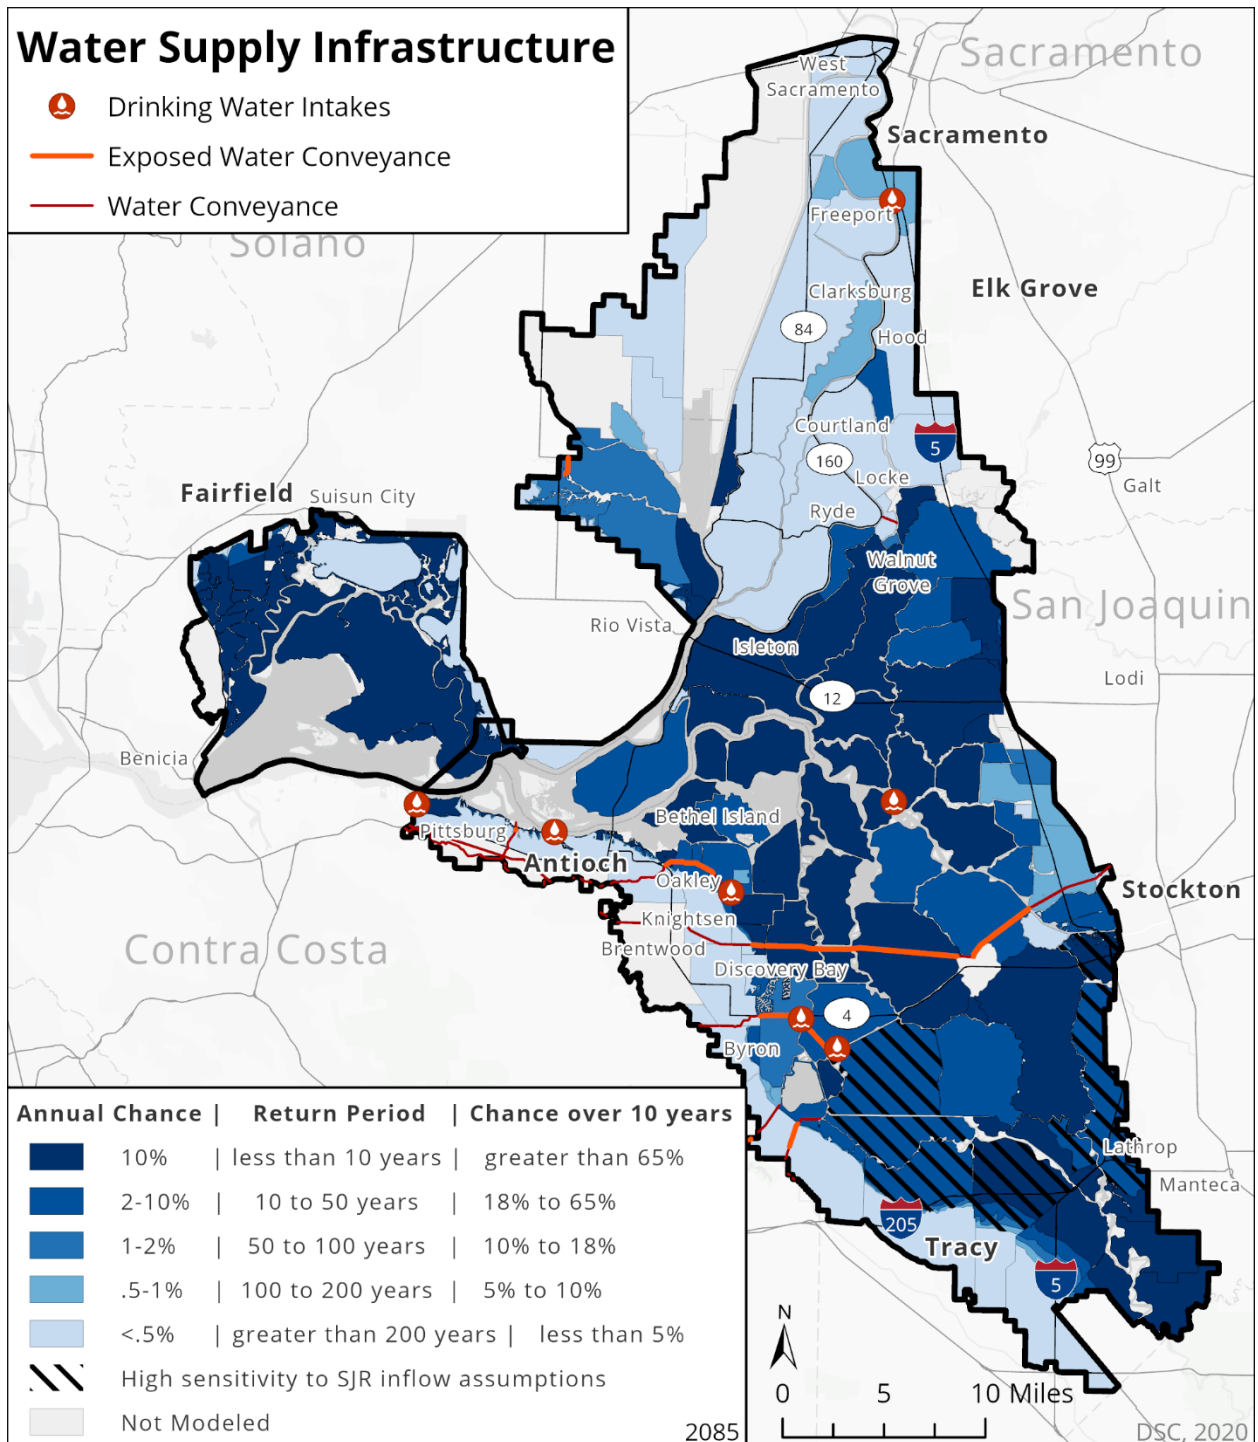 Water Supply Infrastructure
Drinking Water Intakes
Exposed Water Conveyance
Water Conveyance
Sacramento
West
Sacramento
Sacramento
Freeport
Solano
Clarksburg
Elk Grove
84
Hood
Courtland
5
160
99
Locke
Galt
Fairfield
Suisun City
Ryde
Walnut
Grove
San Joaquin
Rio Vista
Isleton
Lodi
12
Benicia
Bethel Island
Pittsburg
Antioch
Oakley
Stockton
Knightsen
Brentwood
Contra Costa
Discovery Bay
4
Byron
Lathrop
Manteca
205
Tracy
5
Annual Chance | Return Period | Chance over 10 years
10% | less than 10 years | greater than 65%
2-10% | 10 to 50 years | 18% to 65%
1-2% | 50 to 100 years | 10% to 18%
.5-1% | 100 to 200 years | 5% to 10%
<.5% | greater than 200 years | less than 5%
High sensitivity to SJR inflow assumptions
Not Modeled
N
0 5 10 Miles
2085
DSC, 2020